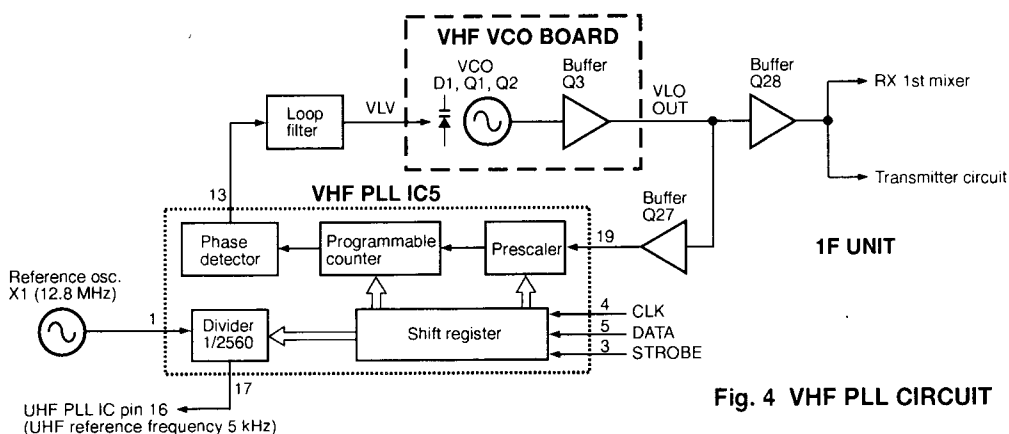 VHF VCO BOARD
VCO
D1, Q1, Q2
Buffer
Q3
VLO
OUT
Buffer
Q28
RX 1st mixer
Loop
filter
VLV
Transmitter circuit
13
VHF PLL IC5
Buffer
Q27
1F UNIT
Phase
detector
Programmable
counter
Prescaler
19
Reference osc.
X1 (12.8 MHz)
1
Divider
1/2560
Shift register
4
CLK
5
DATA
3
STROBE
17
UHF PLL IC pin 16
(UHF reference frequency 5 kHz)
Fig. 4 VHF PLL CIRCUIT